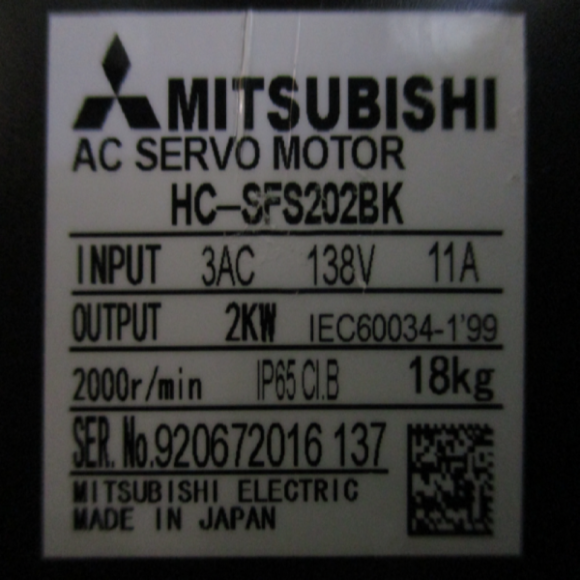 MITSUBISHI
AC SERVO MOTOR
HC-SFS202BK
INPUT 3AC 138V 11A
OUTPUT 2KW IEC60034-1'99
2000r/min IP65 Cl.B 18kg
SER. No.920672016 137
MITSUBISHI ELECTRIC
MADE IN JAPAN